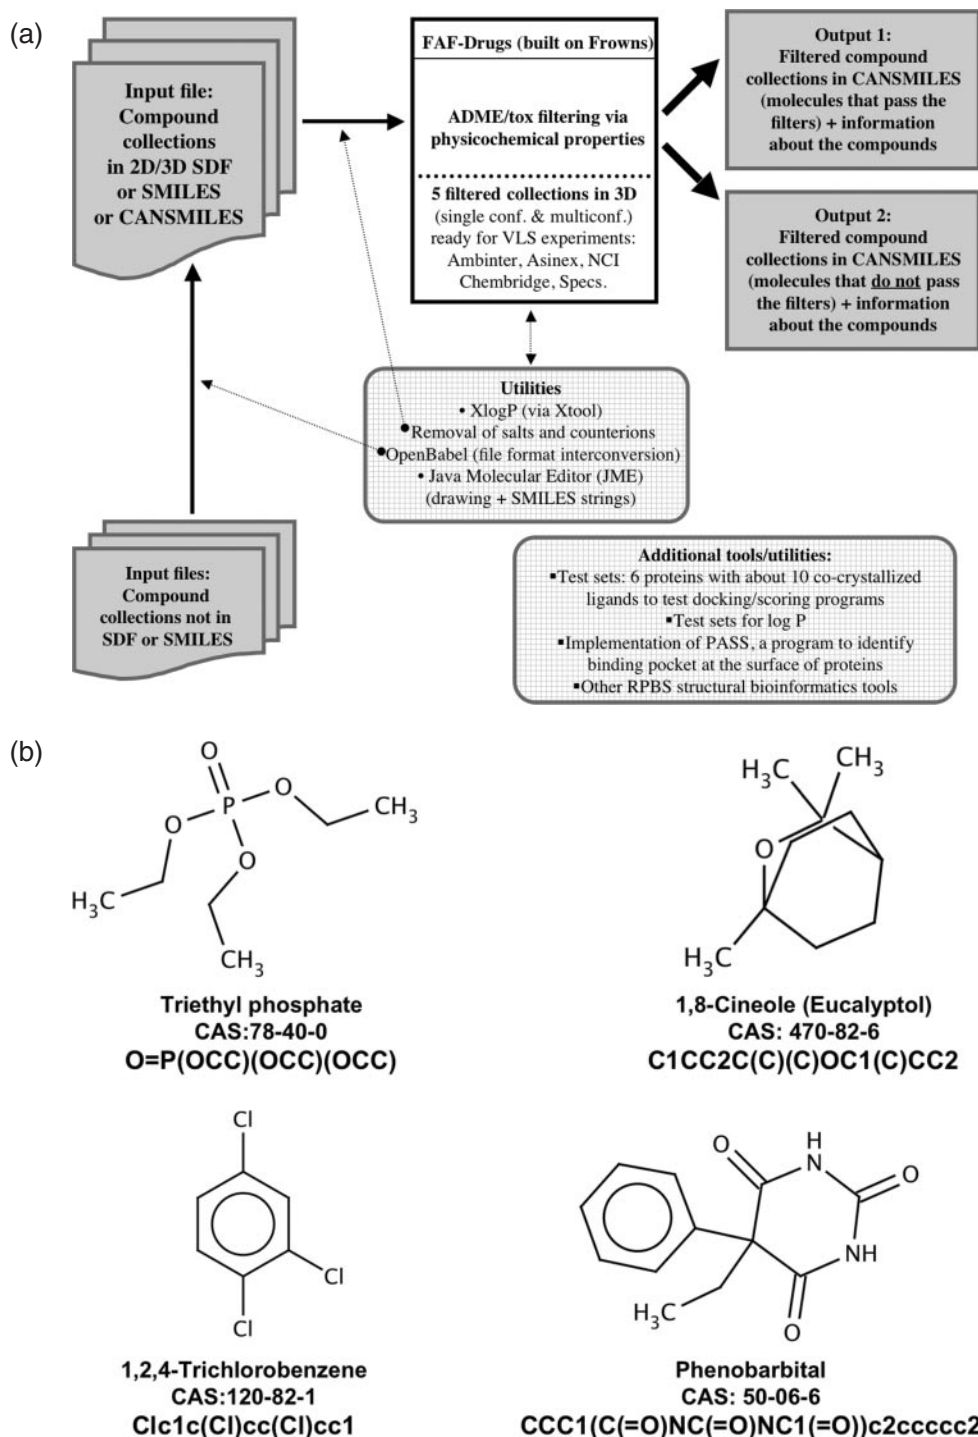 (a)
Input file:
Compound
collections
in 2D/3D SDF
or SMILES
or CANSMILES
FAF-Drugs (built on Frowns)
ADME/tox filtering via
physicochemical properties
5 filtered collections in 3D
(single conf. & multiconf.)
ready for VLS experiments:
Ambinter, Asinex, NCI
Chembridge, Specs.
Output 1:
Filtered compound
collections in CANSMILES
(molecules that pass the
filters) + information
about the compounds
Output 2:
Filtered compound
collections in CANSMILES
(molecules that do not pass
the filters) + information
about the compounds
Utilities
• XlogP (via Xtool)
Removal of salts and counterions
OpenBabel (file format interconversion)
• Java Molecular Editor (JME)
(drawing + SMILES strings)
Input files:
Compound
collections not in
SDF or SMILES
Additional tools/utilities:
▪Test sets: 6 proteins with about 10 co-crystallized
ligands to test docking/scoring programs
▪Test sets for log P
▪Implementation of PASS, a program to identify
binding pocket at the surface of proteins
▪Other RPBS structural bioinformatics tools
(b)
O
O
P
CH3
O
O
H3C
CH3
Triethyl phosphate
CAS:78-40-0
O=P(OCC)(OCC)(OCC)
H3C
CH3
O
H3C
1,8-Cineole (Eucalyptol)
CAS: 470-82-6
C1CC2C(C)(C)OC1(C)CC2
Cl
Cl
Cl
1,2,4-Trichlorobenzene
CAS:120-82-1
Clc1c(Cl)cc(Cl)cc1
O
H
N
O
NH
H3C
O
Phenobarbital
CAS: 50-06-6
CCC1(C(=O)NC(=O)NC1(=O))c2ccccc2